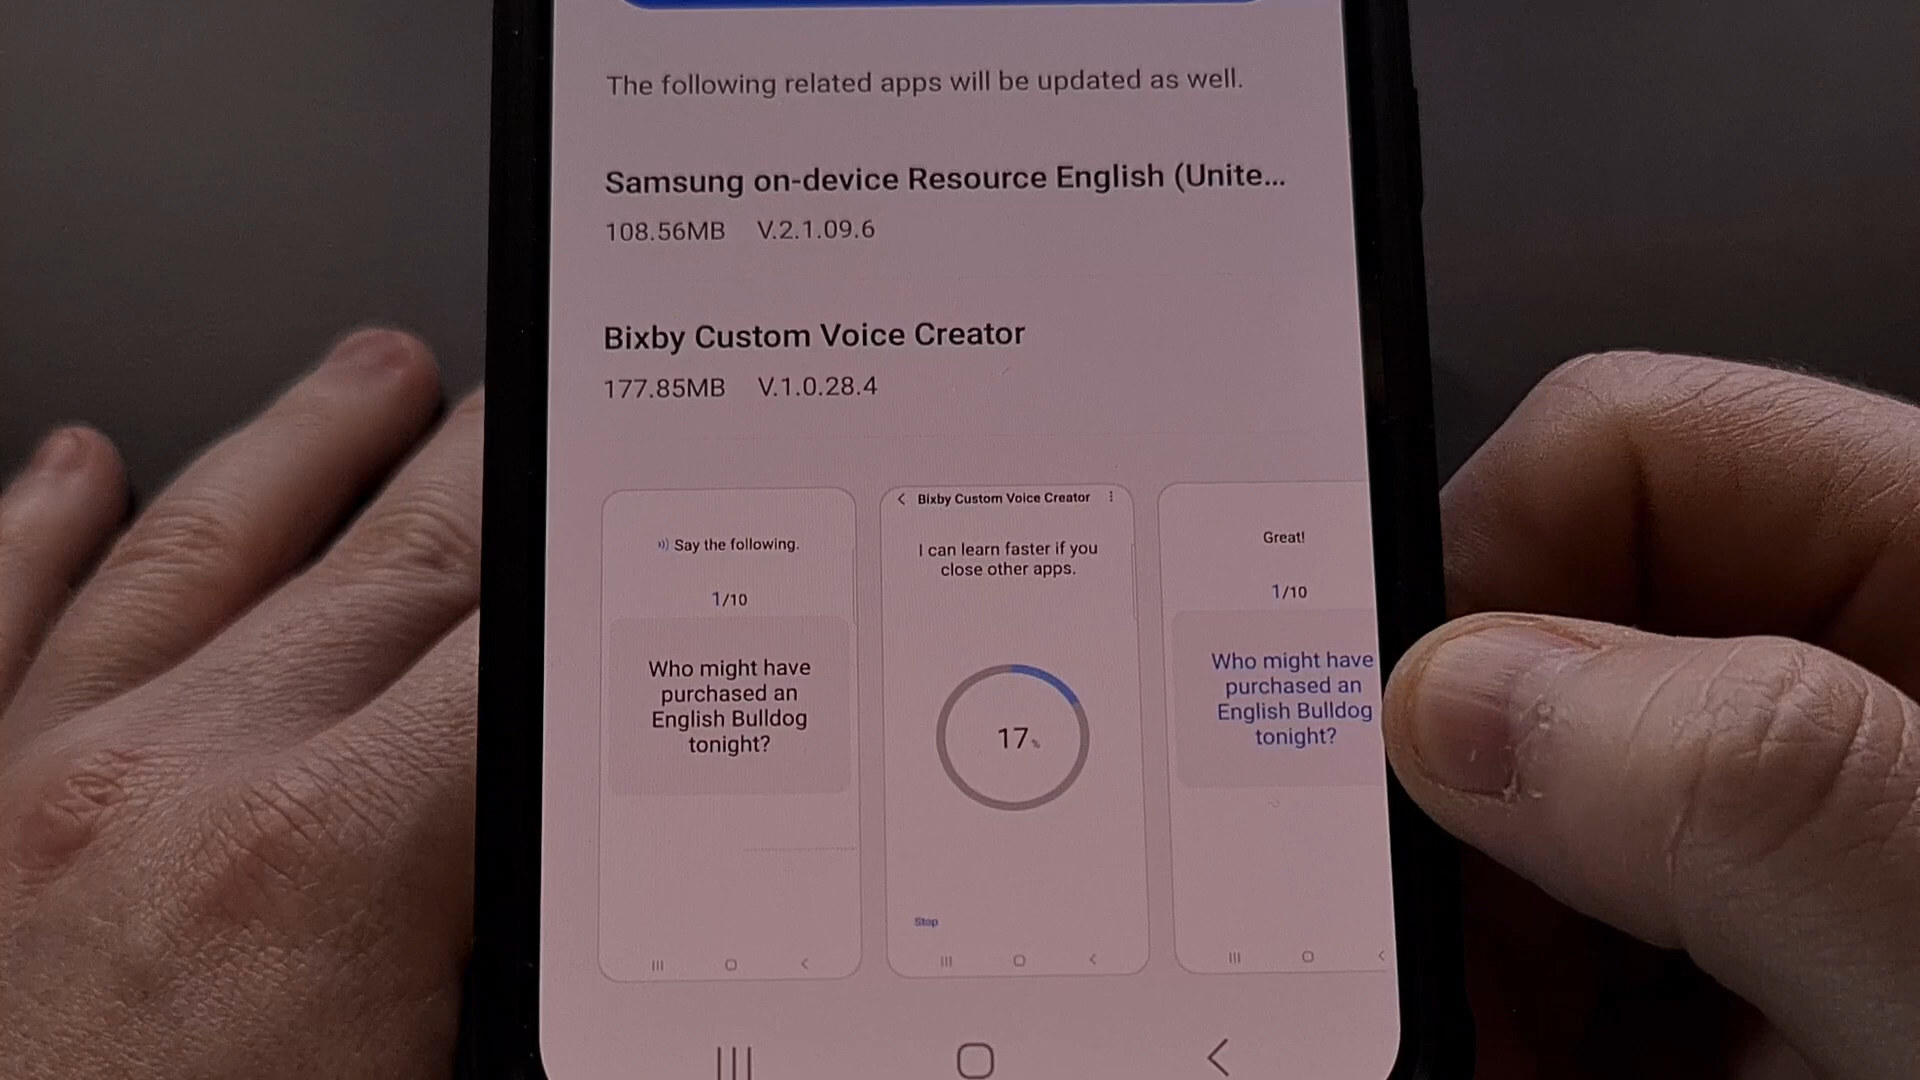 The following related apps will be updated as well.
Samsung on-device Resource English (Unite...
108.56MB V.2.1.09.6
Bixby Custom Voice Creator
177.85MB V.1.0.28.4
Say the following.
1/10
Who might have
purchased an
English Bulldog
tonight?
Bixby Custom Voice Creator
I can learn faster if you
close other apps.
17%
Stop
Great!
1/10
Who might have
purchased an
English Bulldog
tonight?